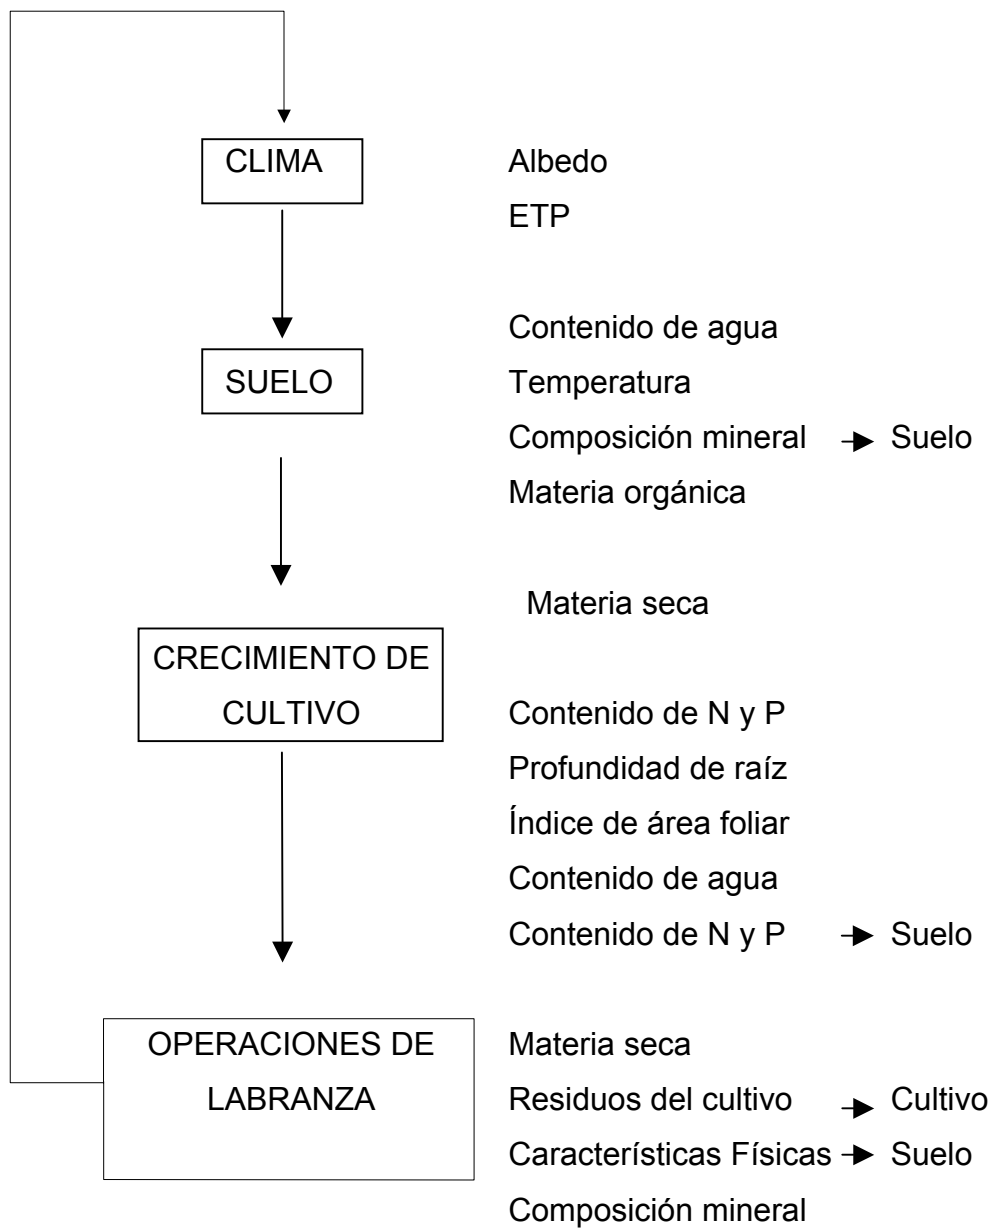 CLIMA
Albedo
ETP
Contenido de agua
SUELO
Temperatura
Composición mineral
Suelo
Materia orgánica
Materia seca
CRECIMIENTO DE
CULTIVO
Contenido de N y P
Profundidad de raíz
Índice de área foliar
Contenido de agua
Contenido de N y P
Suelo
OPERACIONES DE
LABRANZA
Materia seca
Residuos del cultivo
Cultivo
Características Físicas
Suelo
Composición mineral